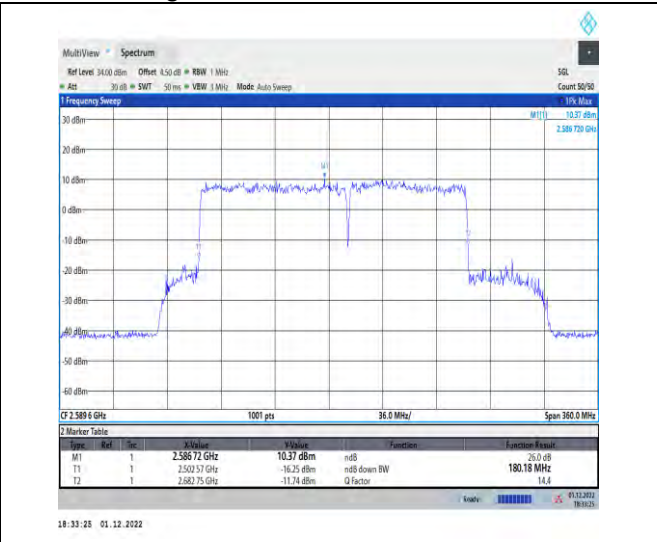 MultiView Spectrum
Ref Level 34.00 dBm Offset 4.50 dB RBW 1 MHz SGL
Att 30 dB SWT 50 ms VBW 3 MHz Mode Auto Sweep Count 50/50
1 Frequency Sweep 1Pk Max
M1[1] 10.37 dBm
2.586 720 GHz
30 dBm
20 dBm
M1
10 dBm
0 dBm
-10 dBm
-20 dBm
-30 dBm
-40 dBm
-50 dBm
-60 dBm
CF 2.589 6 GHz 1001 pts 36.0 MHz/ Span 360.0 MHz
2 Marker Table
Type Ref Trc X-Value Y-Value Function Function Result
M1 1 2.586 72 GHz 10.37 dBm ndB 26.0 dB
T1 1 2.502 57 GHz -16.25 dBm ndB down BW 180.18 MHz
T2 1 2.682 75 GHz -11.74 dBm Q Factor 14.4
Ready 01.12.2022
18:33:25
18:33:25 01.12.2022